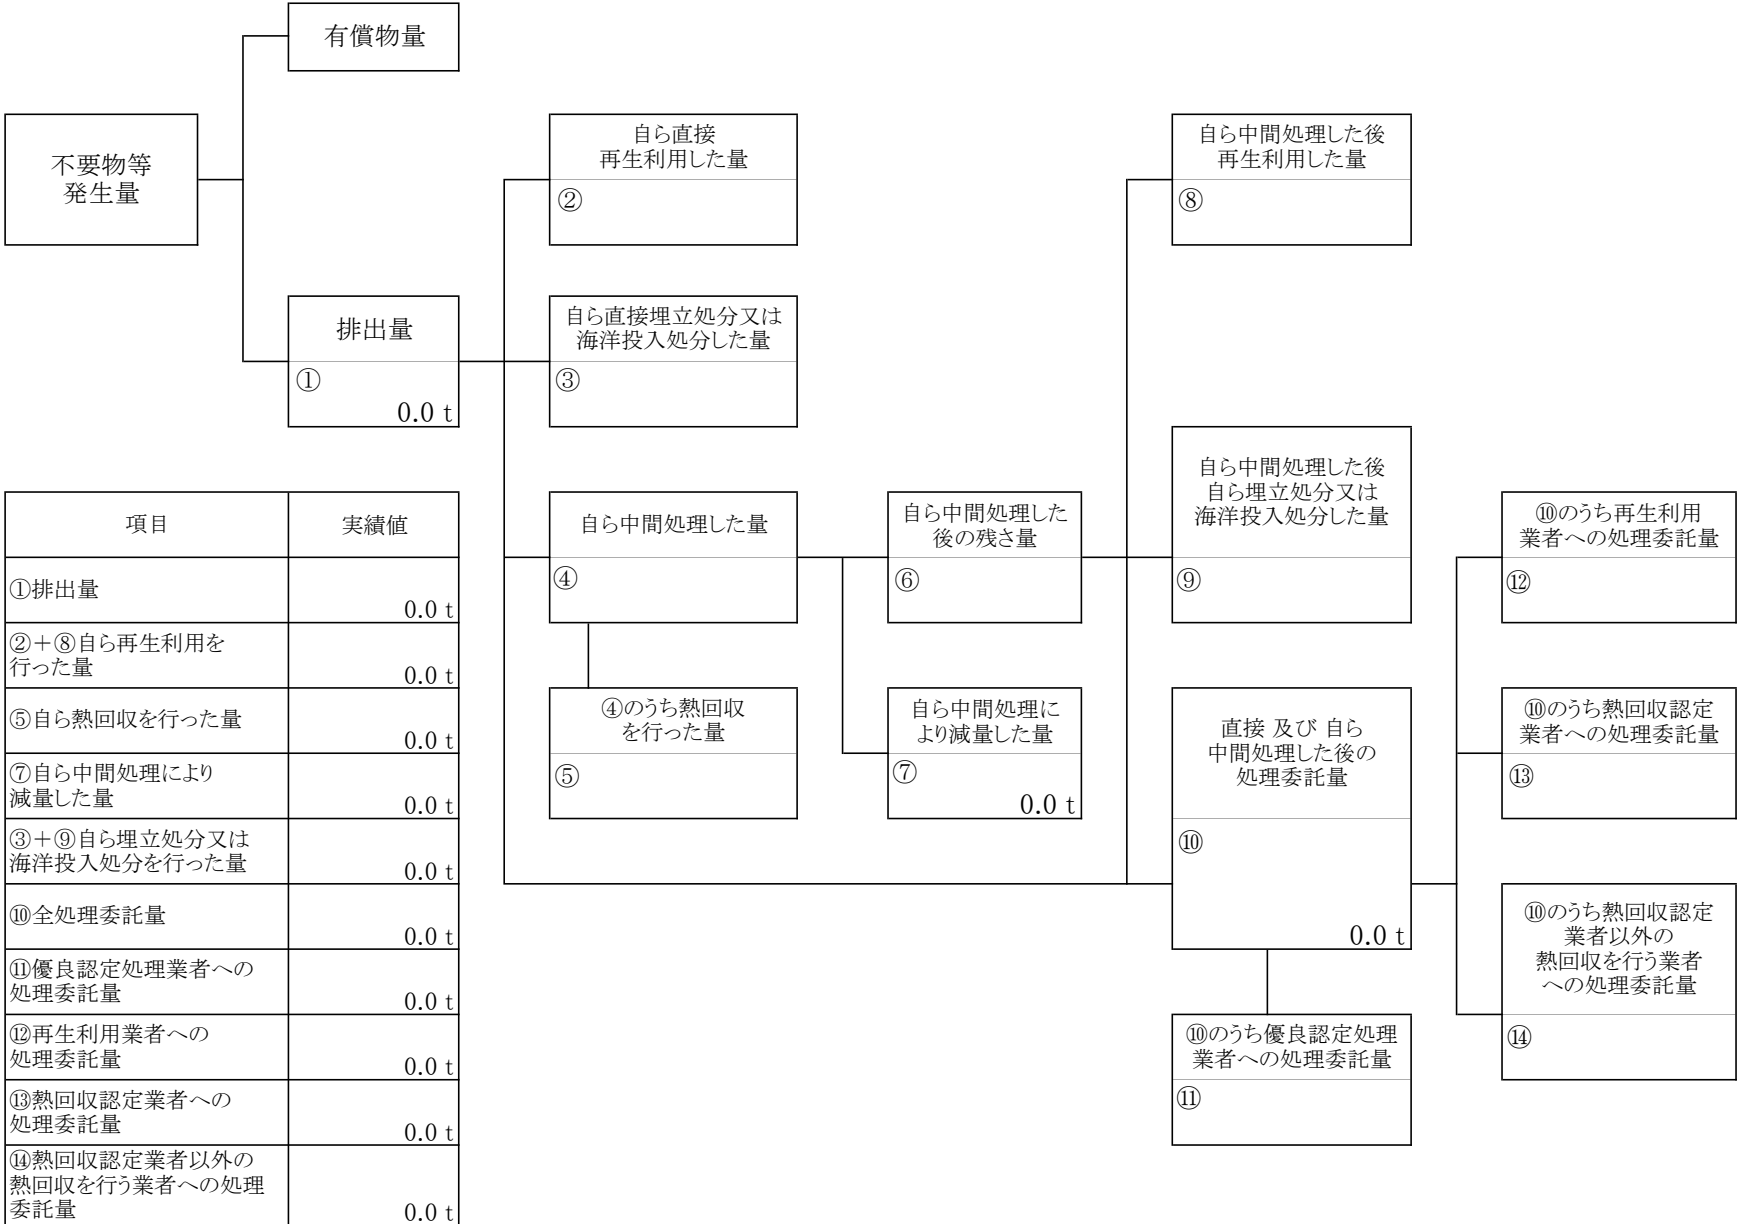 有償物量
不要物等
発生量
排出量
①
0.0 t
自ら直接
再生利用した量
②
自ら直接埋立処分又は
海洋投入処分した量
③
自ら中間処理した量
④
④のうち熱回収
を行った量
⑤
自ら中間処理した
後の残さ量
⑥
自ら中間処理に
より減量した量
⑦
0.0 t
自ら中間処理した後
再生利用した量
⑧
自ら中間処理した後
自ら埋立処分又は
海洋投入処分した量
⑨
直接 及び 自ら
中間処理した後の
処理委託量
⑩
0.0 t
⑩のうち優良認定処理
業者への処理委託量
⑪
⑩のうち再生利用
業者への処理委託量
⑫
⑩のうち熱回収認定
業者への処理委託量
⑬
⑩のうち熱回収認定
業者以外の
熱回収を行う業者
への処理委託量
⑭
項目
実績値
①排出量
0.0 t
②＋⑧自ら再生利用を
行った量
0.0 t
⑤自ら熱回収を行った量
0.0 t
⑦自ら中間処理により
減量した量
0.0 t
③＋⑨自ら埋立処分又は
海洋投入処分を行った量
0.0 t
⑩全処理委託量
0.0 t
⑪優良認定処理業者への
処理委託量
0.0 t
⑫再生利用業者への
処理委託量
0.0 t
⑬熱回収認定業者への
処理委託量
0.0 t
⑭熱回収認定業者以外の
熱回収を行う業者への処理
委託量
0.0 t